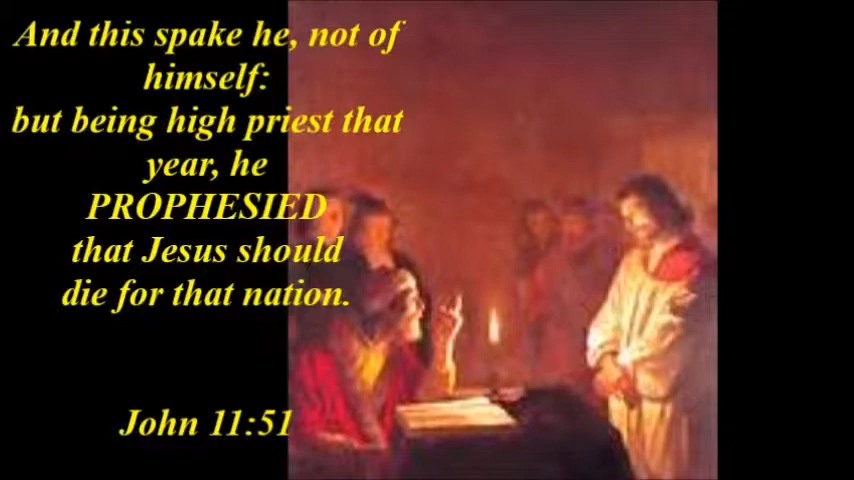 And this spake he, not of
himself:
but being high priest that
year, he
PROPHESIED
that Jesus should
die for that nation.
John 11:51